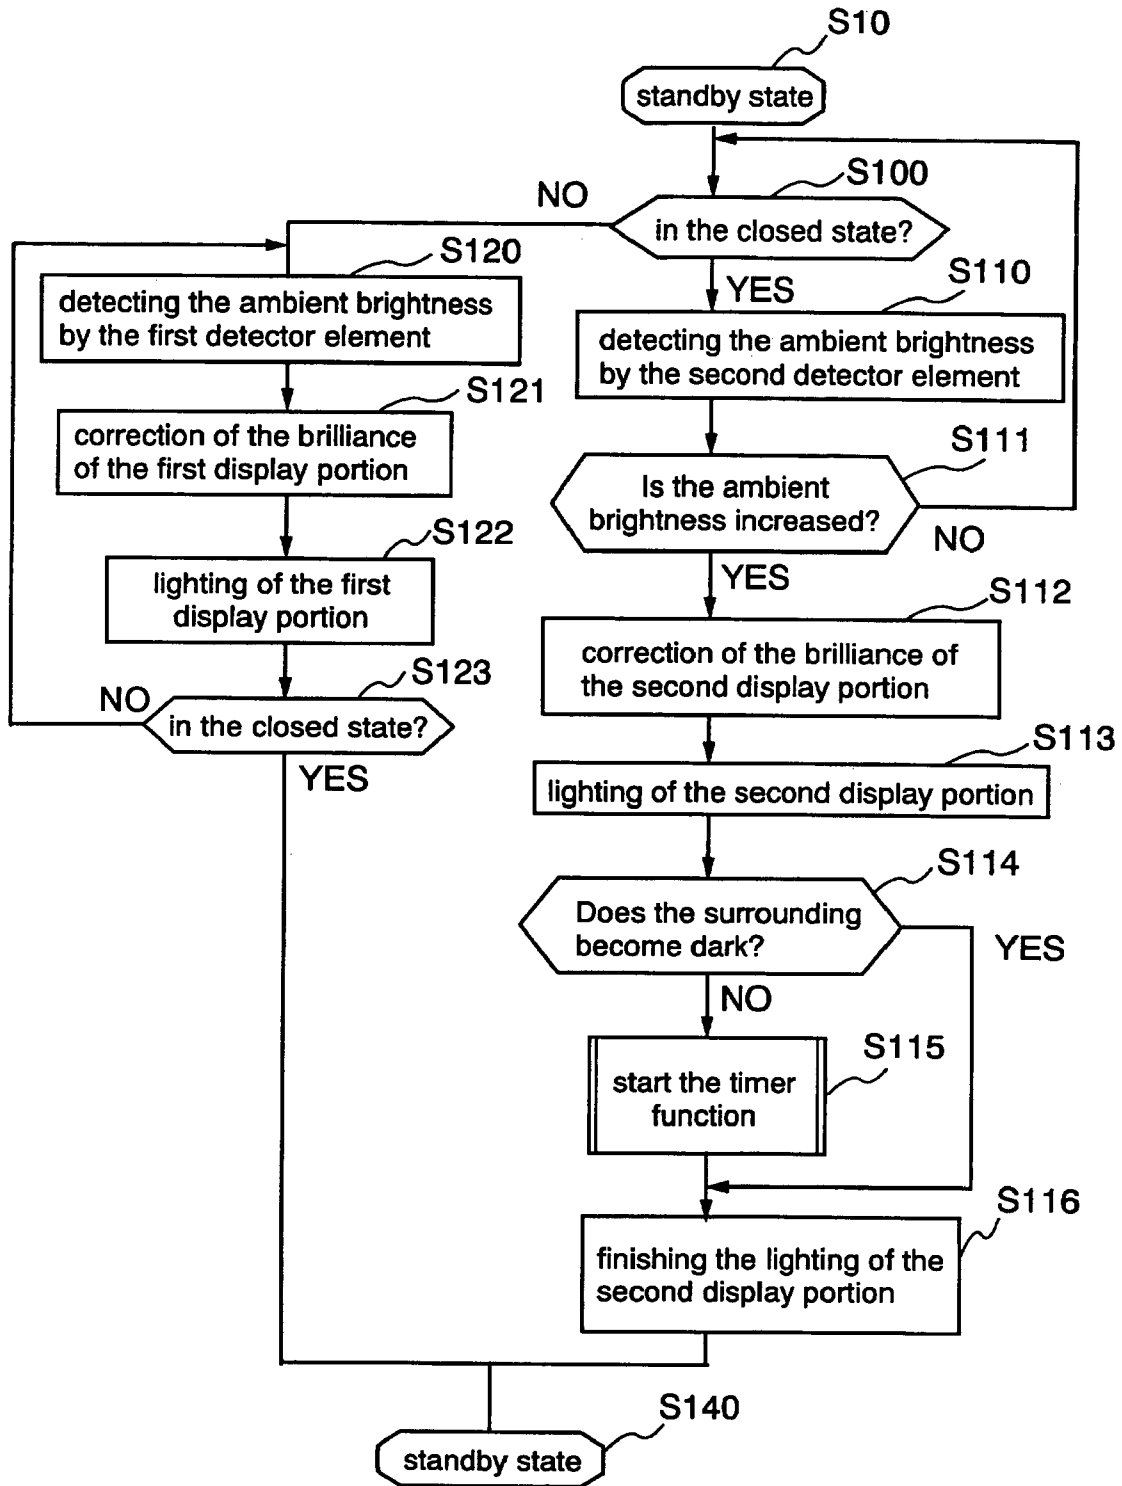 S10
standby state
S100
NO
in the closed state?
S120
detecting the ambient brightness
by the first detector element
YES
S110
detecting the ambient brightness
by the second detector element
S121
correction of the brilliance
of the first display portion
S111
Is the ambient
brightness increased?
NO
YES
S122
lighting of the first
display portion
S112
correction of the brilliance of
the second display portion
S123
NO
in the closed state?
YES
S113
lighting of the second display portion
S114
Does the surrounding
become dark?
YES
NO
S115
start the timer
function
S116
finishing the lighting of the
second display portion
S140
standby state